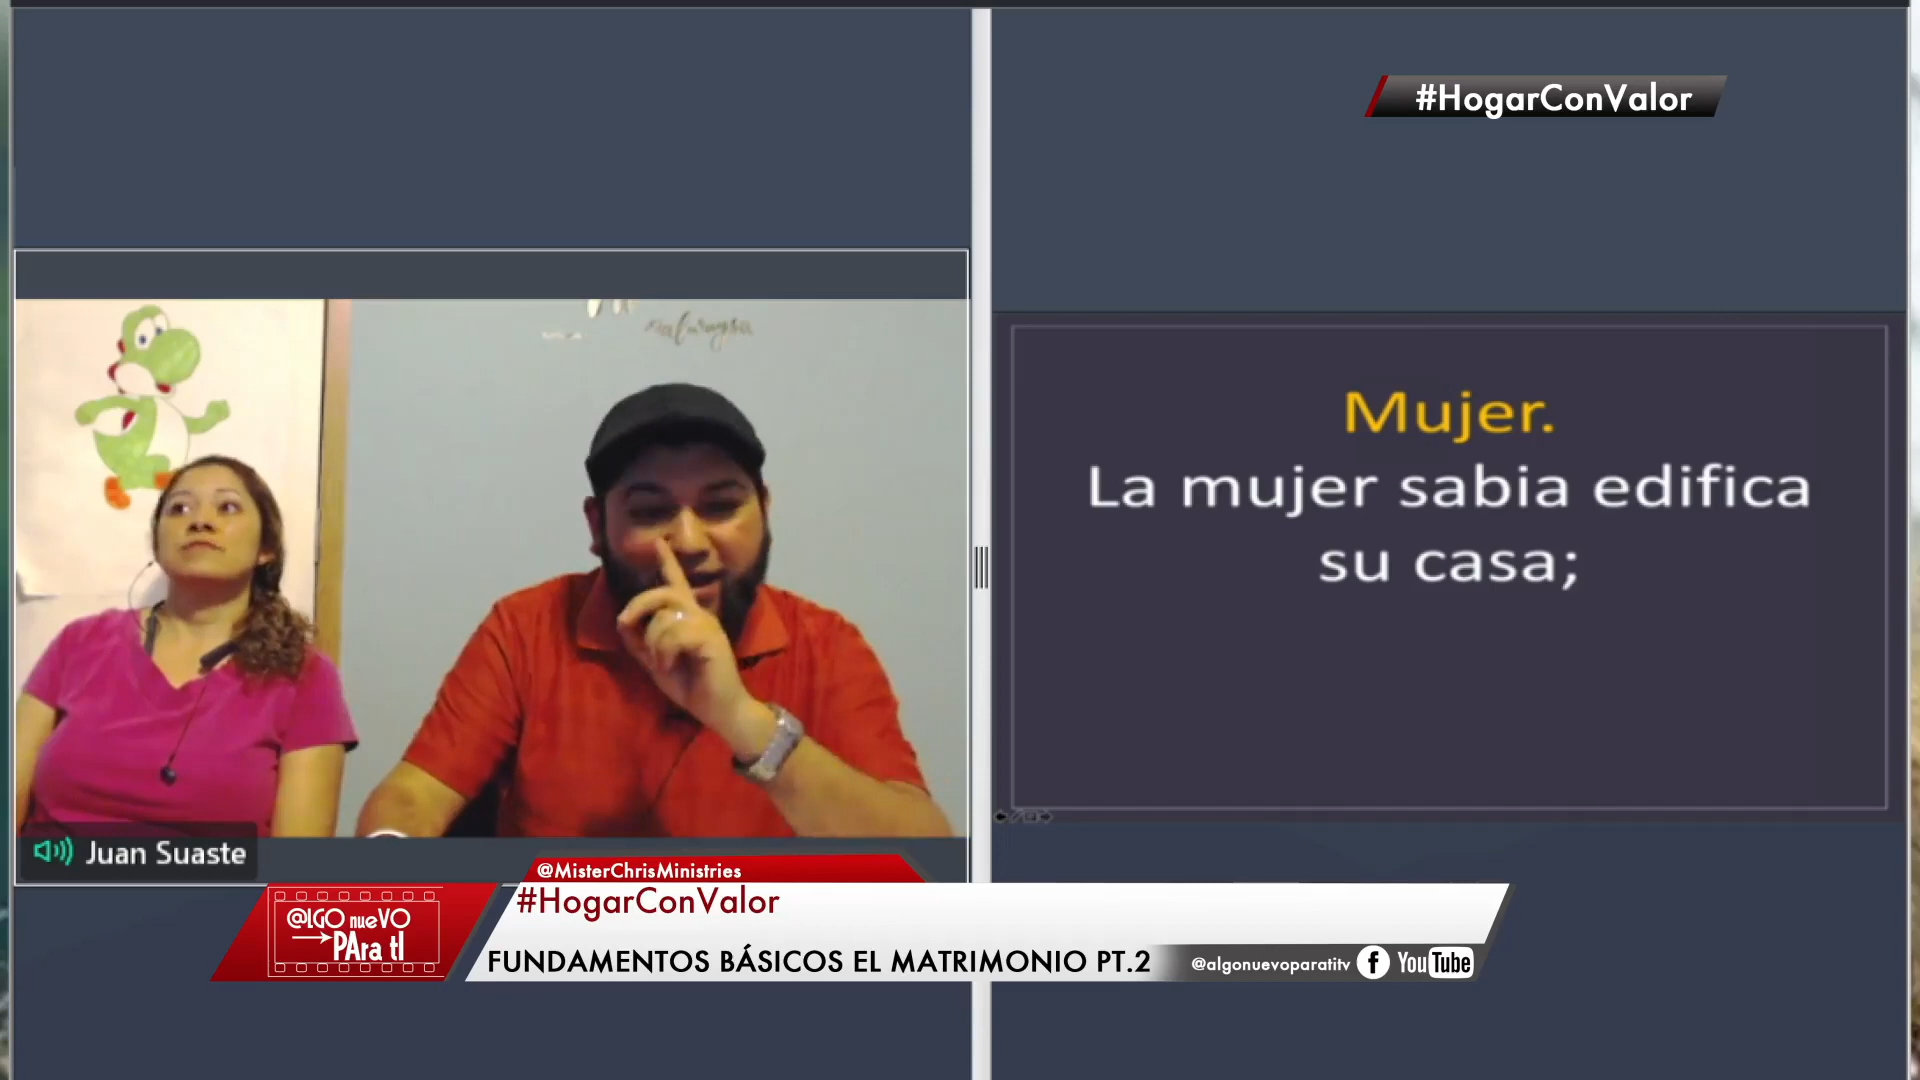 #HogarConValor
always
Mujer.
La mujer sabia edifica
su casa;
Juan Suaste
@MisterChrisMinistries
#HogarConValor
@LGO nueVO
PAra tI
FUNDAMENTOS BÁSICOS EL MATRIMONIO PT.2
@algonuevoparatitv f YouTube